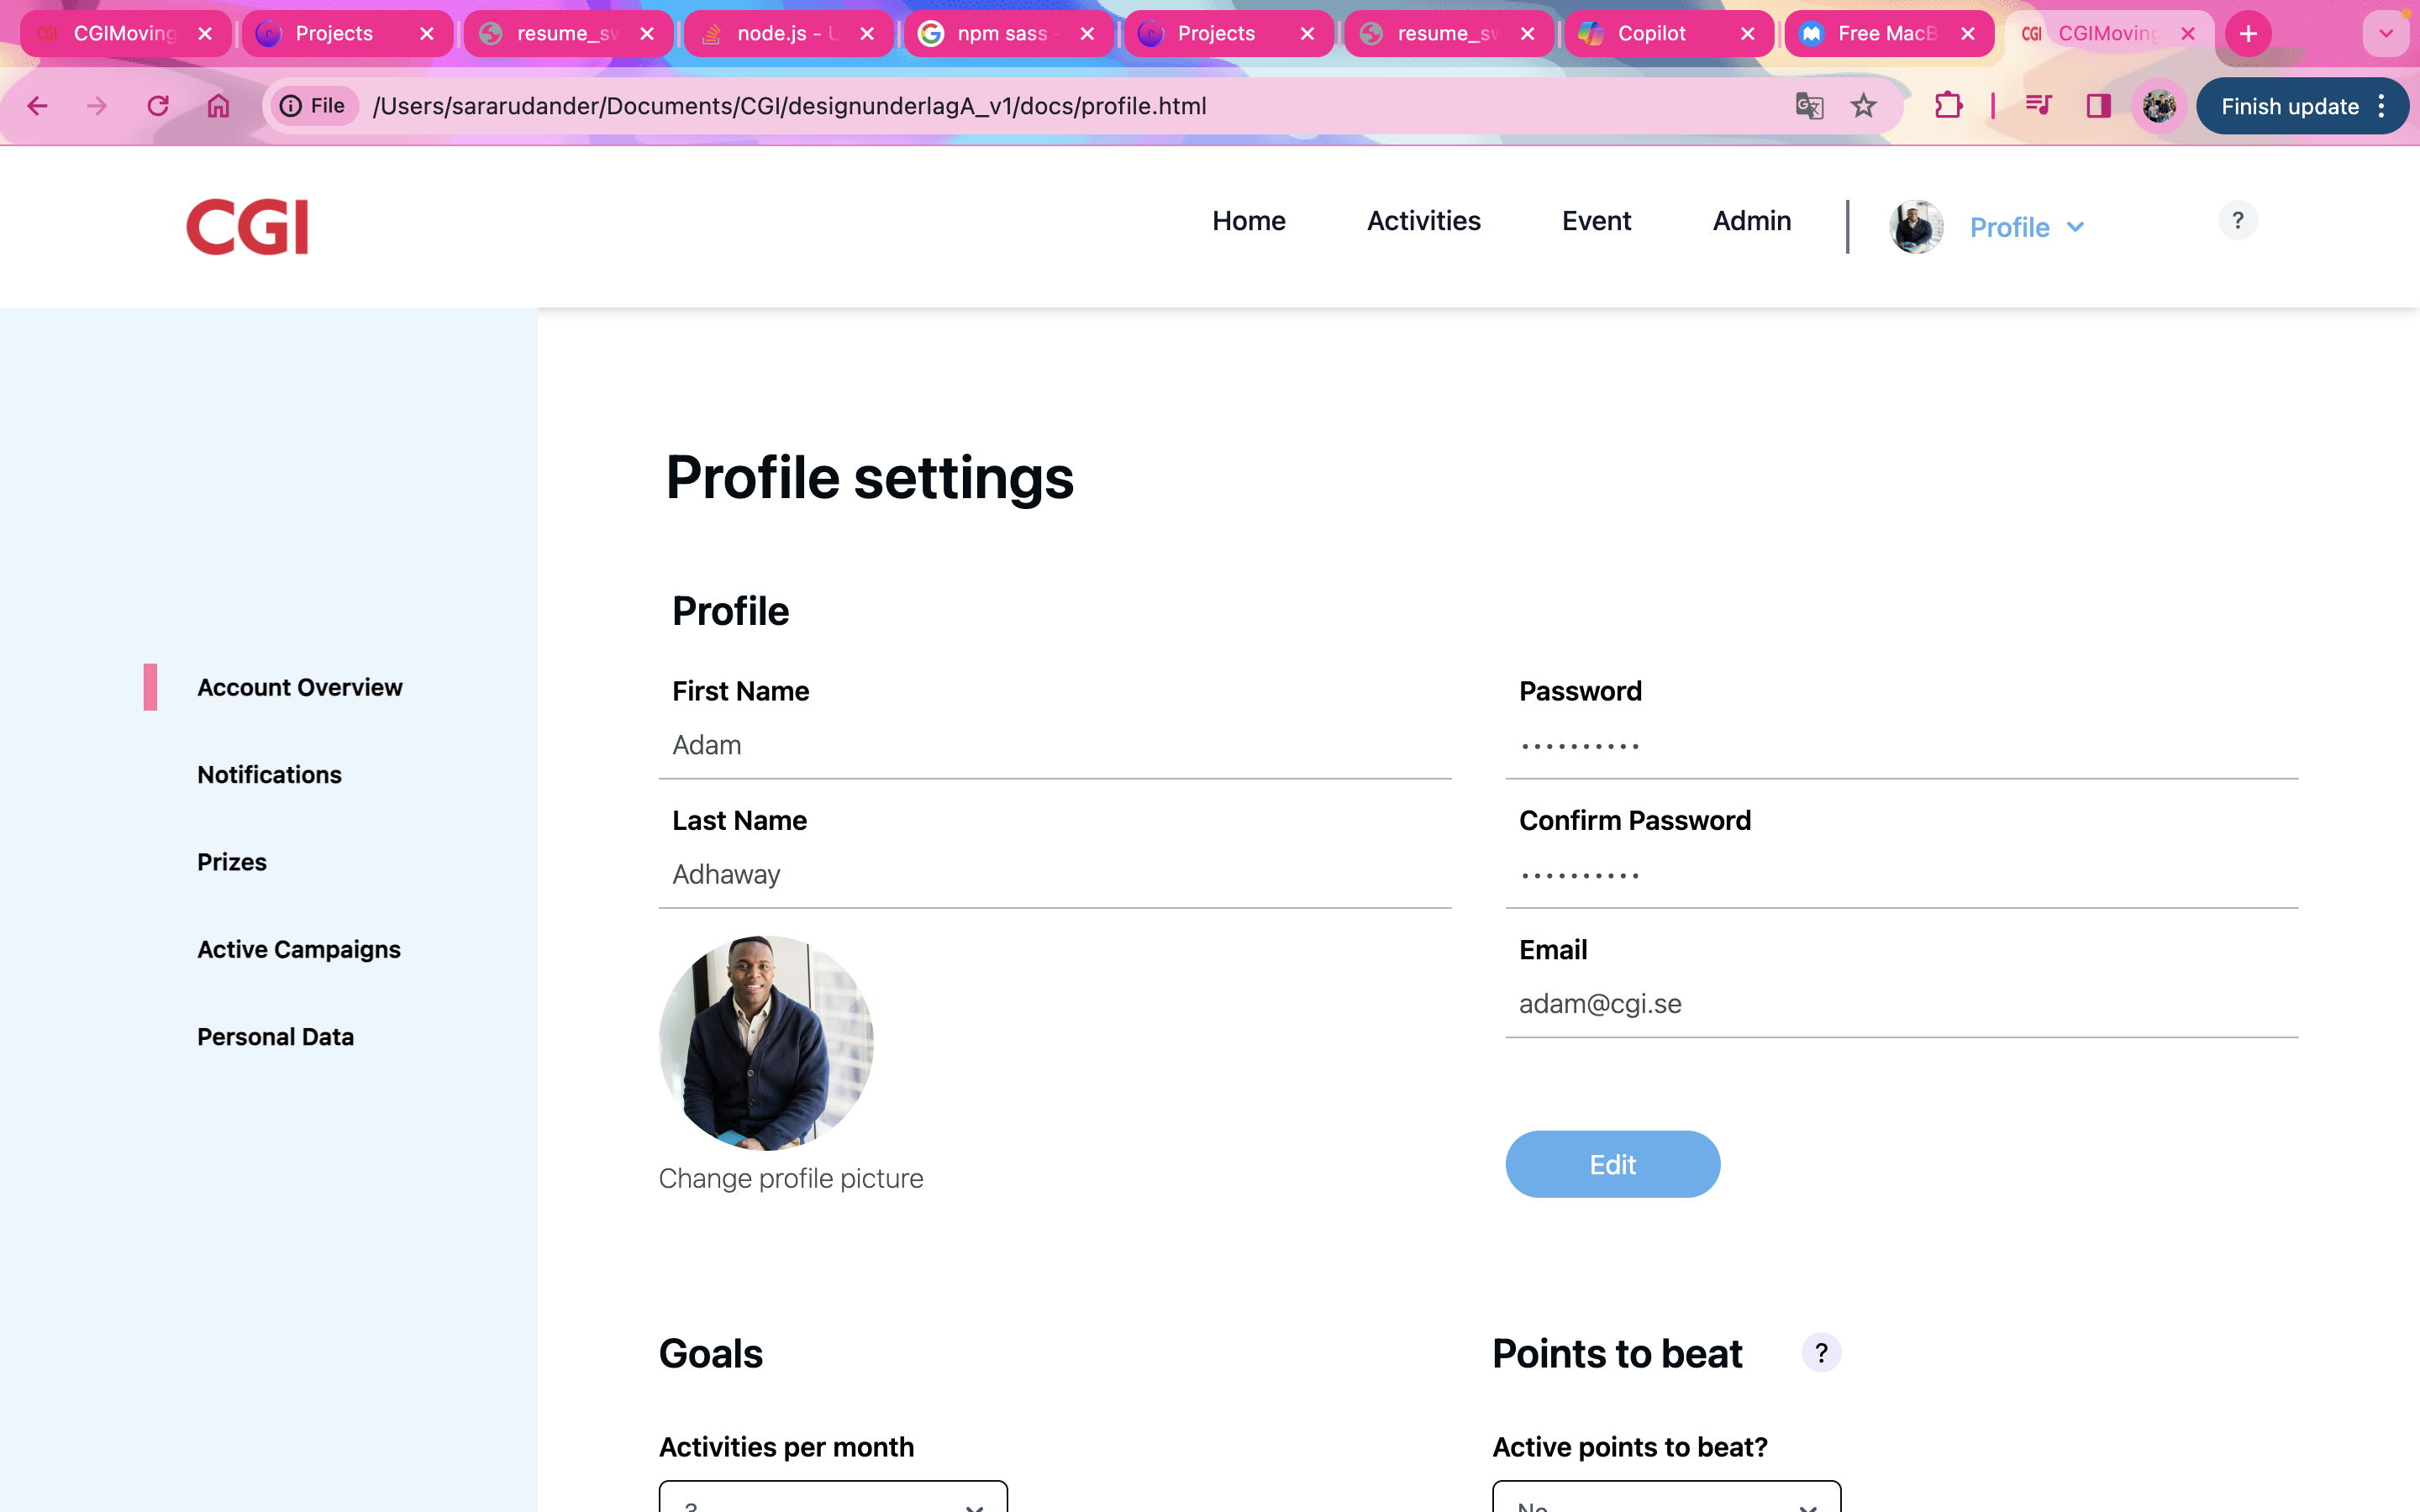 CGIMoving
Projects
resume_sv
node.js -
npm sass
Projects
resume_sv
Copilot
Free MacB
CGIMoving
File /Users/sararudander/Documents/CGI/designunderlagA_v1/docs/profile.html
Finish update
CGI
Home
Activities
Event
Admin
Profile
?
Account Overview
Notifications
Prizes
Active Campaigns
Personal Data
Profile settings
Profile
First Name
Adam
Last Name
Adhaway
Change profile picture
Password
••••••••••
Confirm Password
••••••••••
Email
adam@cgi.se
Edit
Goals
Activities per month
Points to beat ?
Active points to beat?
No